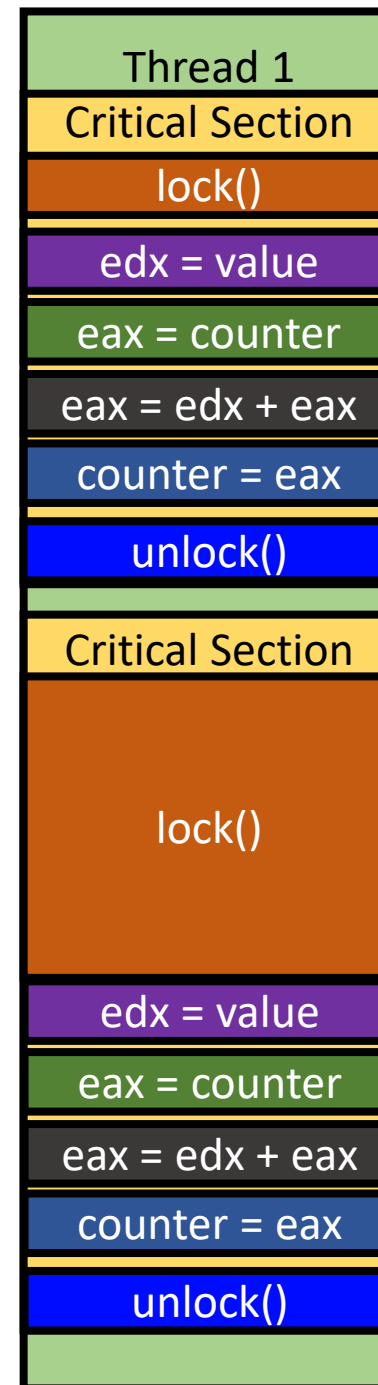 Thread 1
Critical Section
lock()
edx = value
eax = counter
eax = edx + eax
counter = eax
unlock()
Critical Section
lock()
edx = value
eax = counter
eax = edx + eax
counter = eax
unlock()